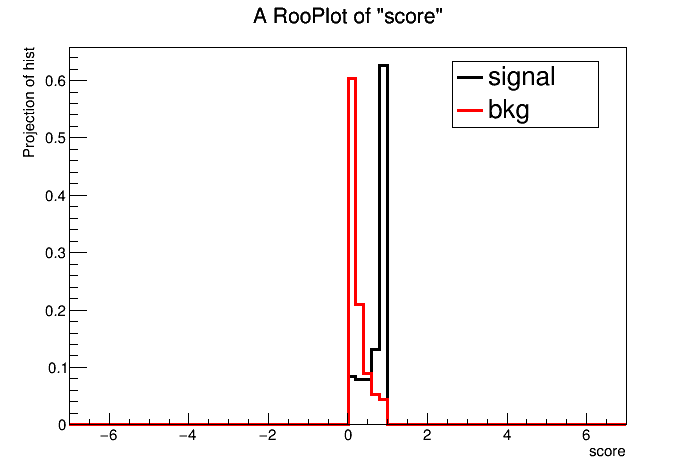 A RooPlot of "score"
Projection of hist
0.6
0.5
0.4
0.3
0.2
0.1
0
signal
bkg
−6 −4 −2 0 2 4 6
score